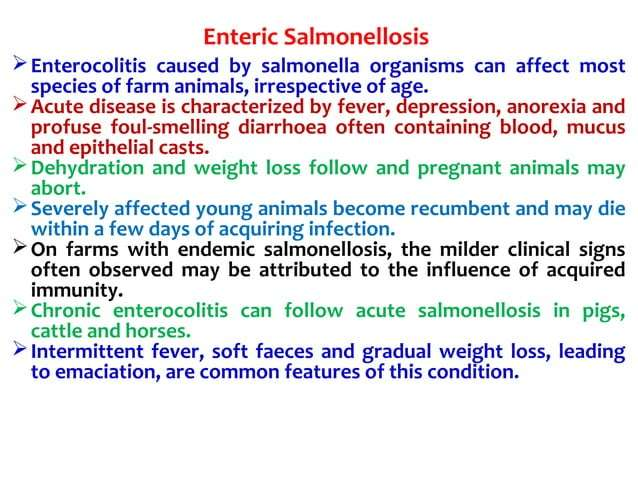 Enteric Salmonellosis
➢Enterocolitis caused by salmonella organisms can affect most
species of farm animals, irrespective of age.
➢Acute disease is characterized by fever, depression, anorexia and
profuse foul-smelling diarrhoea often containing blood, mucus
and epithelial casts.
➢Dehydration and weight loss follow and pregnant animals may
abort.
➢Severely affected young animals become recumbent and may die
within a few days of acquiring infection.
➢On farms with endemic salmonellosis, the milder clinical signs
often observed may be attributed to the influence of acquired
immunity.
➢Chronic enterocolitis can follow acute salmonellosis in pigs,
cattle and horses.
➢Intermittent fever, soft faeces and gradual weight loss, leading
to emaciation, are common features of this condition.